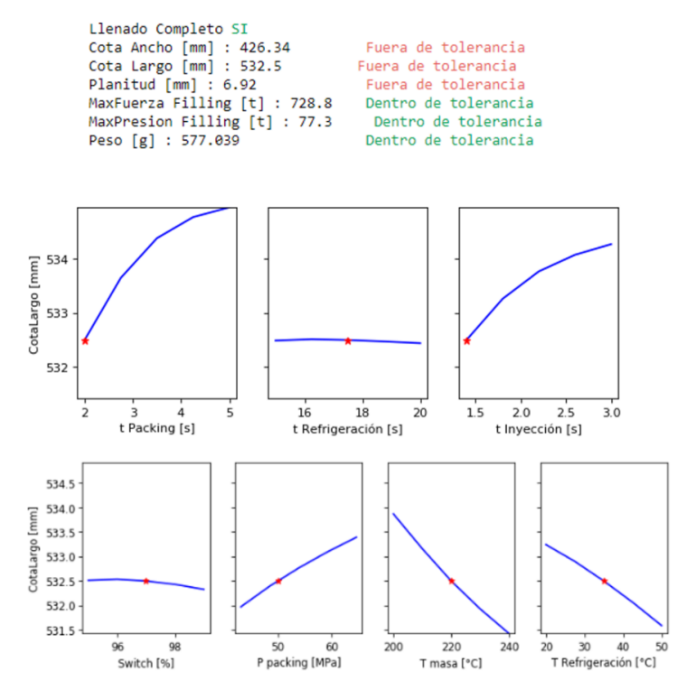 Llenado Completo SI
Cota Ancho [mm] : 426.34 Fuera de tolerancia
Cota Largo [mm] : 532.5 Fuera de tolerancia
Planitud [mm] : 6.92 Fuera de tolerancia
MaxFuerza Filling [t] : 728.8 Dentro de tolerancia
MaxPresion Filling [t] : 77.3 Dentro de tolerancia
Peso [g] : 577.039 Dentro de tolerancia
CotaLargo [mm]
534
533
532
2 3 4 5
t Packing [s]
16 18 20
t Refrigeración [s]
1.5 2.0 2.5 3.0
t Inyección [s]
CotaLargo [mm]
534.5
534.0
533.5
533.0
532.5
532.0
531.5
96 98
Switch [%]
50 60
P packing [MPa]
200 220 240
T masa [°C]
20 30 40 50
T Refrigeración [°C]